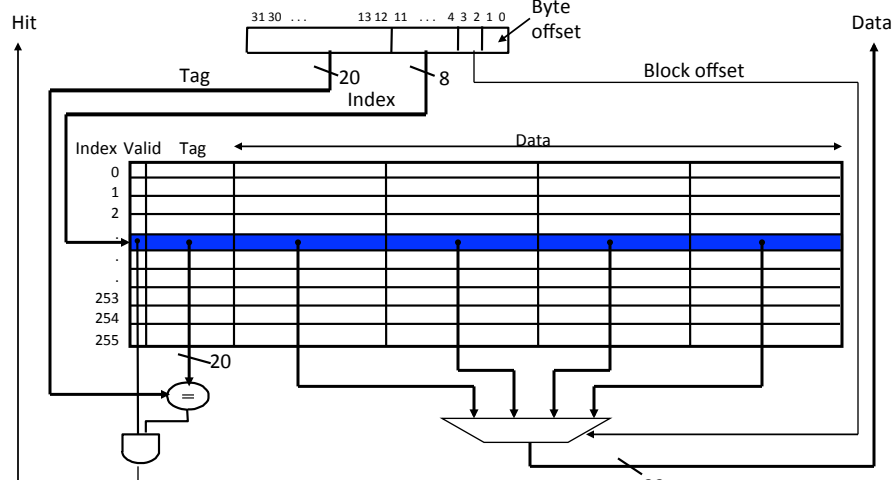 Hit
31 30 . . . 13 12 11 . . . 4 3 2 1 0
Byte
offset
Data
Tag
20
8
Block offset
Index
Index Valid Tag
Data
0
1
2
.
.
.
253
254
255
20
=